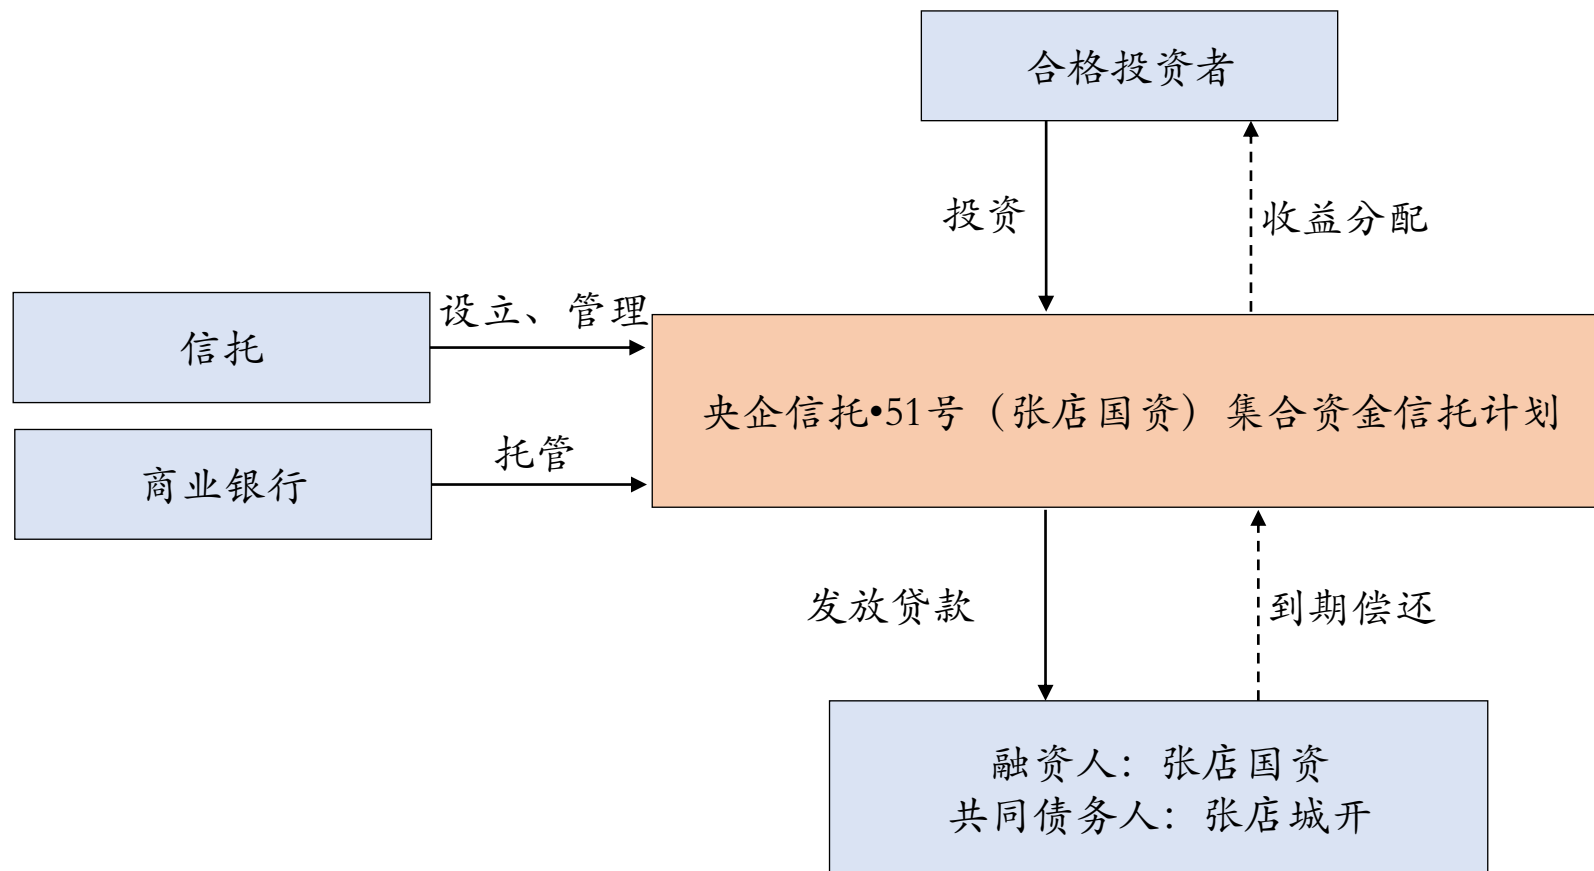 合格投资者
投资
收益分配
设立、管理
信托
央企信托•51号（张店国资）集合资金信托计划
托管
商业银行
发放贷款
到期偿还
融资人：张店国资
共同债务人：张店城开